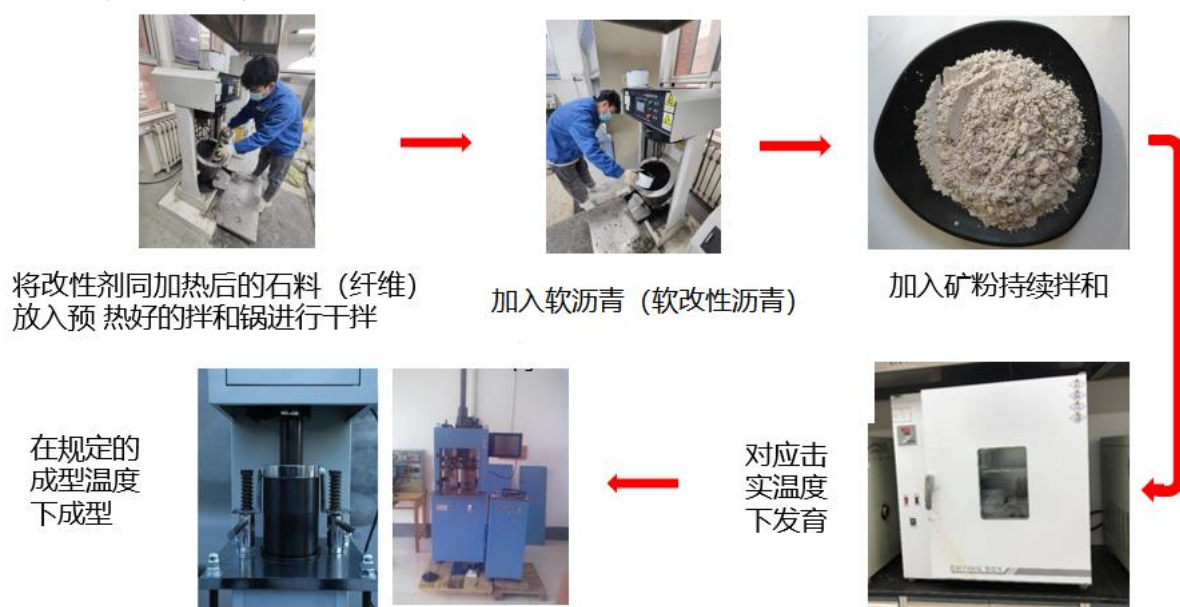 将改性剂同加热后的石料（纤维）
放入预 热好的拌和锅进行干拌
加入软沥青（软改性沥青）
加入矿粉持续拌和
对应击
实温度
下发育
在规定的
成型温度
下成型